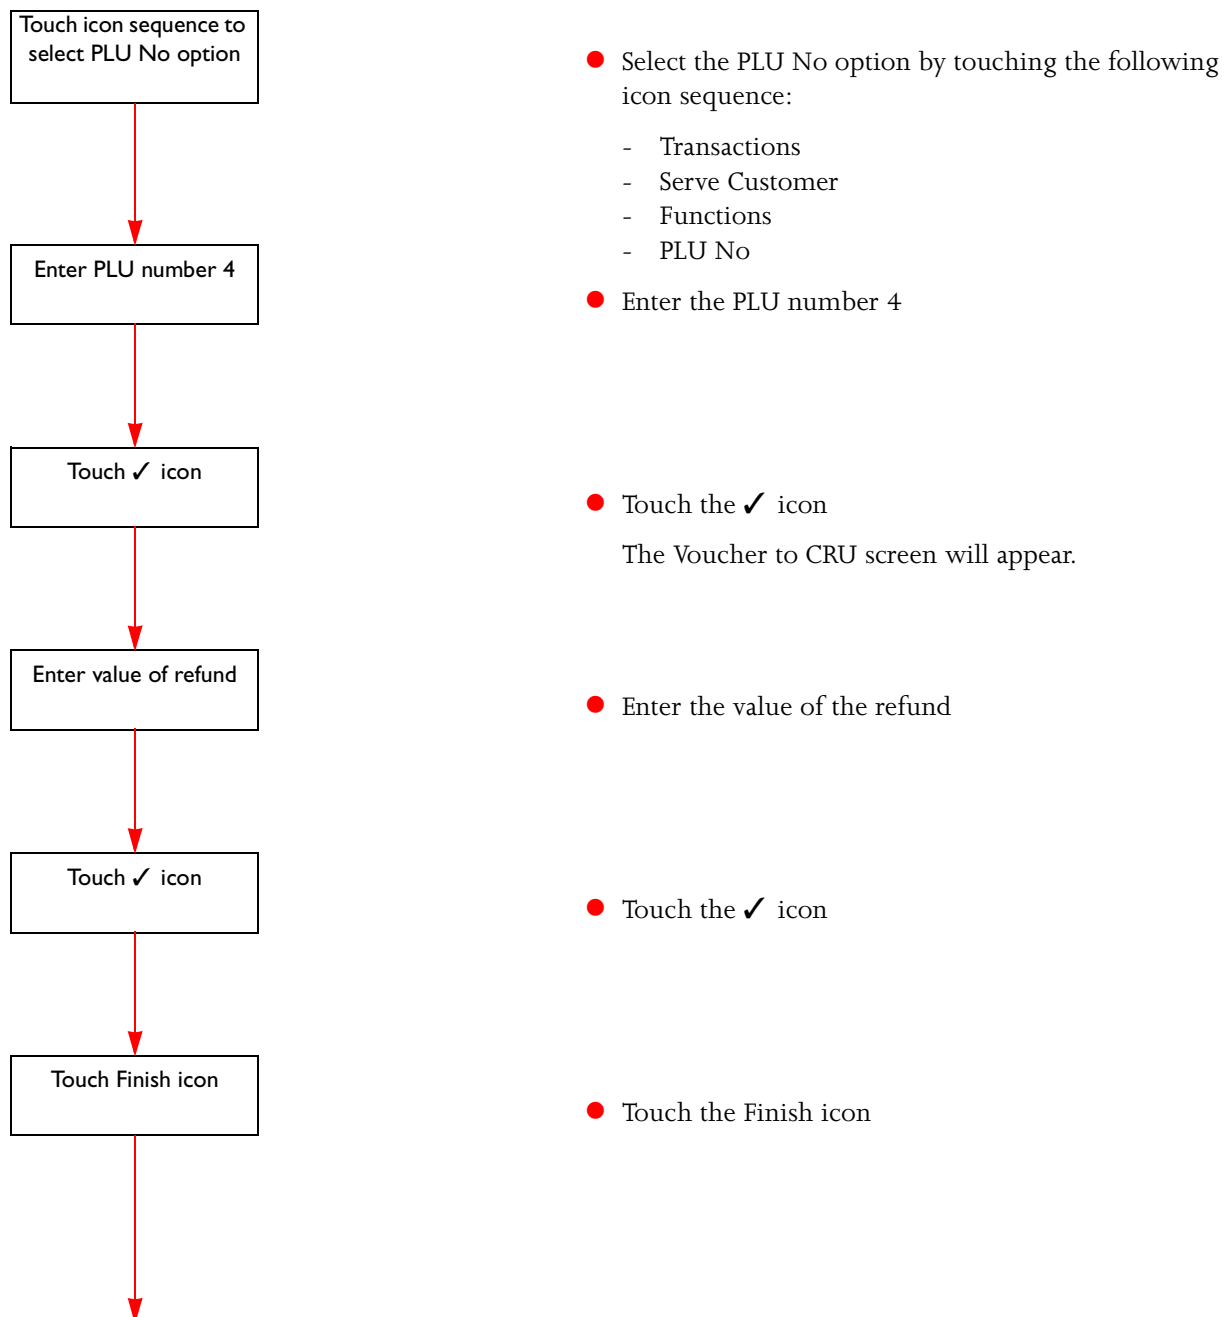 Touch icon sequence to
select PLU No option
Enter PLU number 4
Touch ✓ icon
Enter value of refund
Touch ✓ icon
Touch Finish icon
● Select the PLU No option by touching the following
icon sequence:
- Transactions
- Serve Customer
- Functions
- PLU No
● Enter the PLU number 4
● Touch the ✓ icon
The Voucher to CRU screen will appear.
● Enter the value of the refund
● Touch the ✓ icon
● Touch the Finish icon